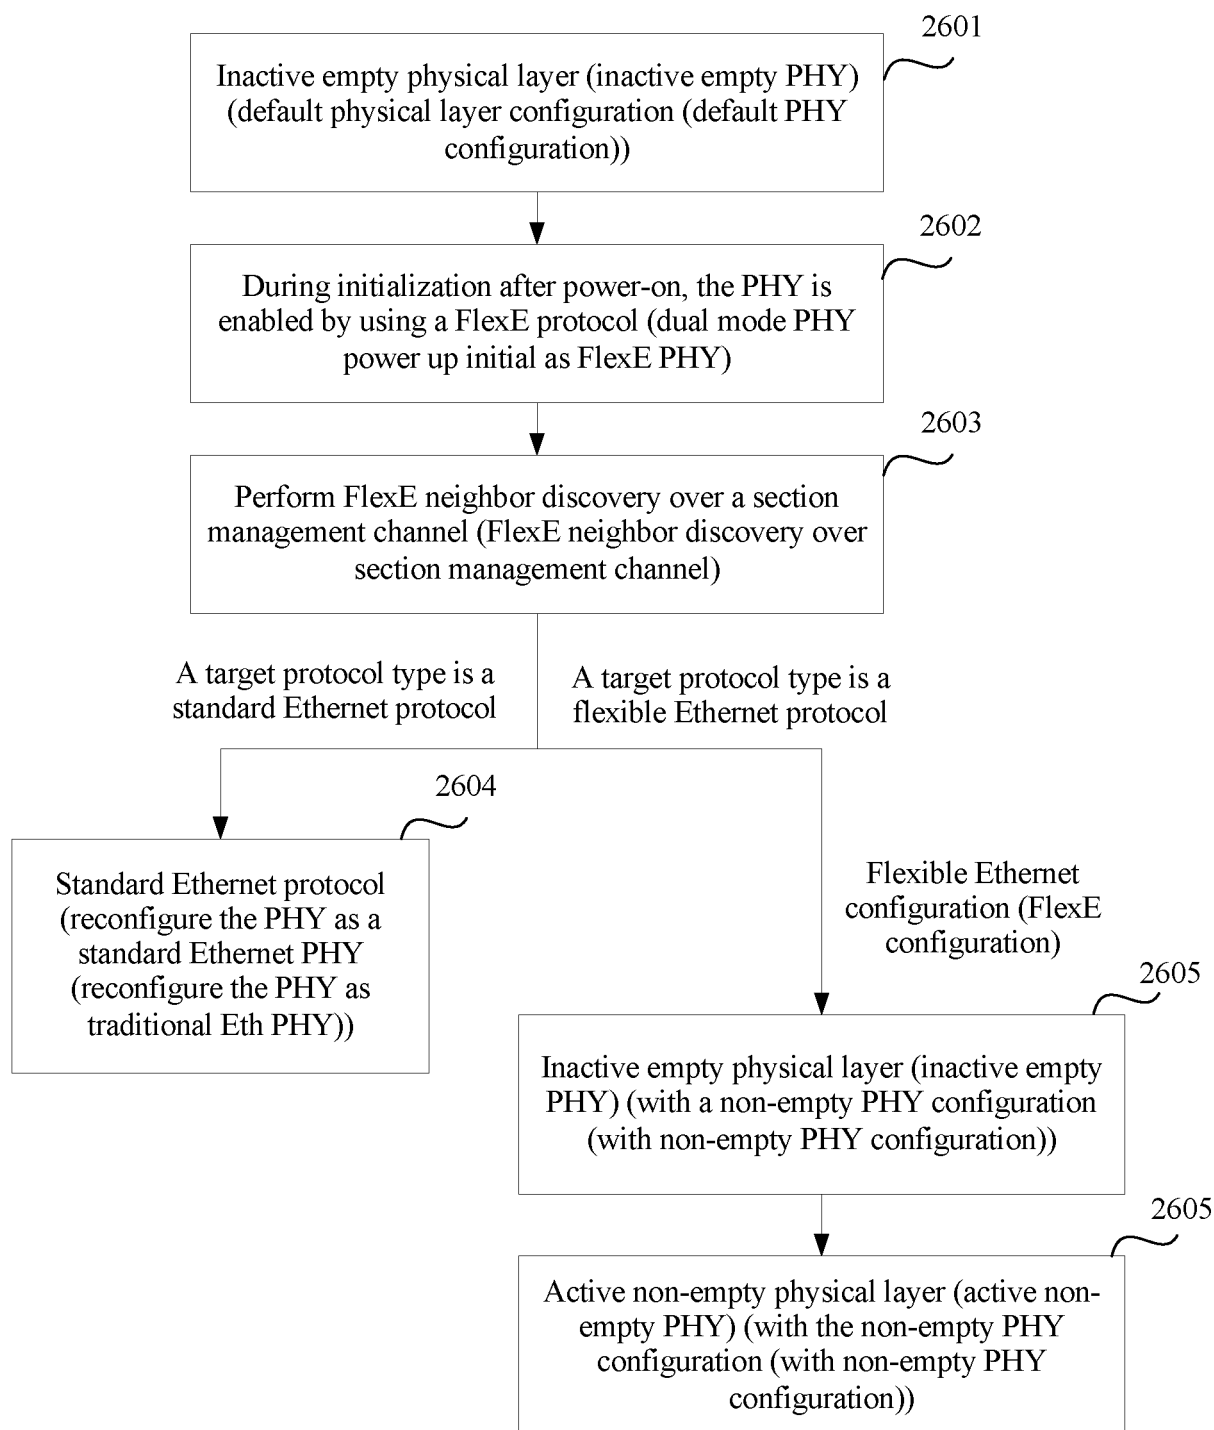 2601
Inactive empty physical layer (inactive empty PHY)
(default physical layer configuration (default PHY
configuration))
2602
During initialization after power-on, the PHY is
enabled by using a FlexE protocol (dual mode PHY
power up initial as FlexE PHY)
2603
Perform FlexE neighbor discovery over a section
management channel (FlexE neighbor discovery over
section management channel)
A target protocol type is a
standard Ethernet protocol
A target protocol type is a
flexible Ethernet protocol
2604
Standard Ethernet protocol
(reconfigure the PHY as a
standard Ethernet PHY
(reconfigure the PHY as
traditional Eth PHY))
Flexible Ethernet
configuration (FlexE
configuration)
2605
Inactive empty physical layer (inactive empty
PHY) (with a non-empty PHY configuration
(with non-empty PHY configuration))
2605
Active non-empty physical layer (active non-
empty PHY) (with the non-empty PHY
configuration (with non-empty PHY
configuration))